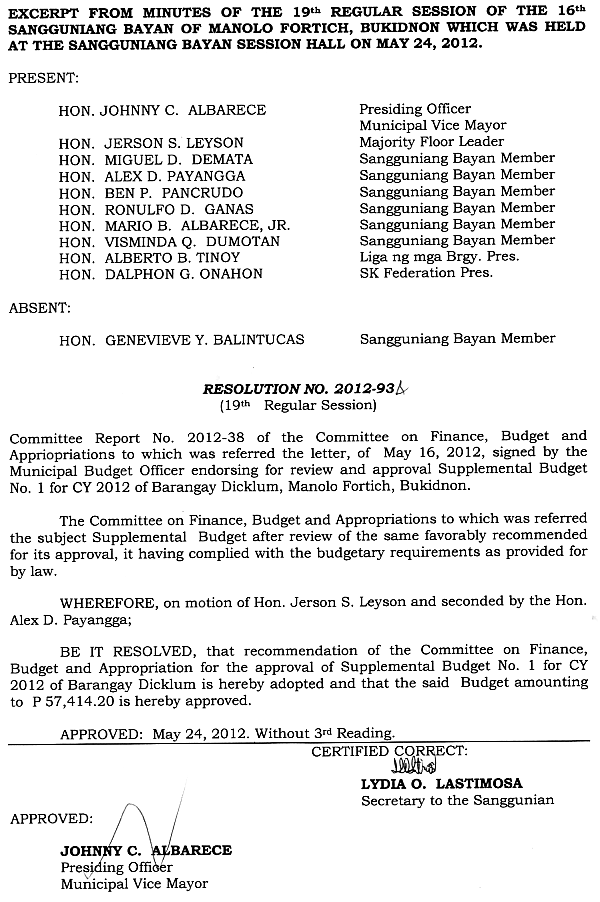 EXCERPT FROM MINUTES OF THE 19th REGULAR SESSION OF THE 16th
SANGGUNIANG BAYAN OF MANOLO FORTICH, BUKIDNON WHICH WAS HELD
AT THE SANGGUNIANG BAYAN SESSION HALL ON MAY 24, 2012.
PRESENT:
HON. JOHNNY C. ALBARECE Presiding Officer
Municipal Vice Mayor
HON. JERSON S. LEYSON Majority Floor Leader
HON. MIGUEL D. DEMATA Sangguniang Bayan Member
HON. ALEX D. PAYANGGA Sangguniang Bayan Member
HON. BEN P. PANCRUDO Sangguniang Bayan Member
HON. RONULFO D. GANAS Sangguniang Bayan Member
HON. MARIO B. ALBARECE, JR. Sangguniang Bayan Member
HON. VISMINDA Q. DUMOTAN Sangguniang Bayan Member
HON. ALBERTO B. TINOY Liga ng mga Brgy. Pres.
HON. DALPHON G. ONAHON SK Federation Pres.
ABSENT:
HON. GENEVIEVE Y. BALINTUCAS Sangguniang Bayan Member
RESOLUTION NO. 2012-93
(19th Regular Session)
Committee Report No. 2012-38 of the Committee on Finance, Budget and
Appriopriations to which was referred the letter, of May 16, 2012, signed by the
Municipal Budget Officer endorsing for review and approval Supplemental Budget
No. 1 for CY 2012 of Barangay Dicklum, Manolo Fortich, Bukidnon.
The Committee on Finance, Budget and Appropriations to which was referred
the subject Supplemental Budget after review of the same favorably recommended
for its approval, it having complied with the budgetary requirements as provided for
by law.
WHEREFORE, on motion of Hon. Jerson S. Leyson and seconded by the Hon.
Alex D. Payangga;
BE IT RESOLVED, that recommendation of the Committee on Finance,
Budget and Appropriation for the approval of Supplemental Budget No. 1 for CY
2012 of Barangay Dicklum is hereby adopted and that the said Budget amounting
to P 57,414.20 is hereby approved.
APPROVED: May 24, 2012. Without 3rd Reading.
CERTIFIED CORRECT:
LYDIA O. LASTIMOSA
Secretary to the Sanggunian
APPROVED:
JOHNNY C. ALBARECE
Presiding Officer
Municipal Vice Mayor